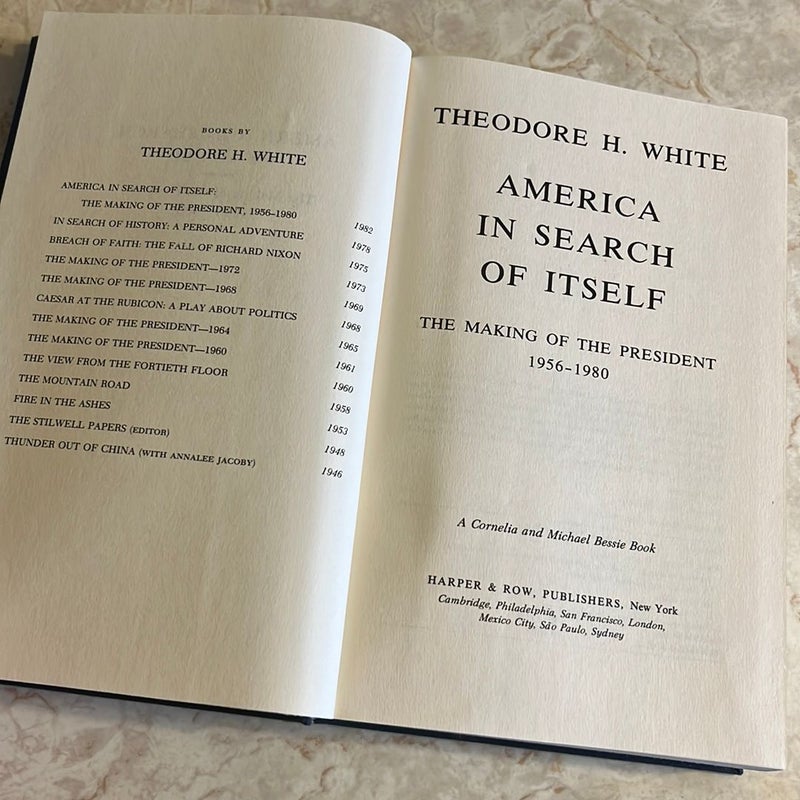 BOOKS BY
THEODORE H. WHITE
AMERICA IN SEARCH OF ITSELF:
THE MAKING OF THE PRESIDENT, 1956–1980 1982
IN SEARCH OF HISTORY: A PERSONAL ADVENTURE 1978
BREACH OF FAITH: THE FALL OF RICHARD NIXON 1975
THE MAKING OF THE PRESIDENT—1972 1973
THE MAKING OF THE PRESIDENT—1968 1969
CAESAR AT THE RUBICON: A PLAY ABOUT POLITICS 1968
THE MAKING OF THE PRESIDENT—1964 1965
THE MAKING OF THE PRESIDENT—1960 1961
THE VIEW FROM THE FORTIETH FLOOR 1960
THE MOUNTAIN ROAD 1958
FIRE IN THE ASHES 1953
THE STILWELL PAPERS (EDITOR) 1948
THUNDER OUT OF CHINA (WITH ANNALEE JACOBY) 1946
THEODORE H. WHITE
AMERICA
IN SEARCH
OF ITSELF
THE MAKING OF THE PRESIDENT
1956–1980
A Cornelia and Michael Bessie Book
HARPER & ROW, PUBLISHERS, New York
Cambridge, Philadelphia, San Francisco, London,
Mexico City, São Paulo, Sydney